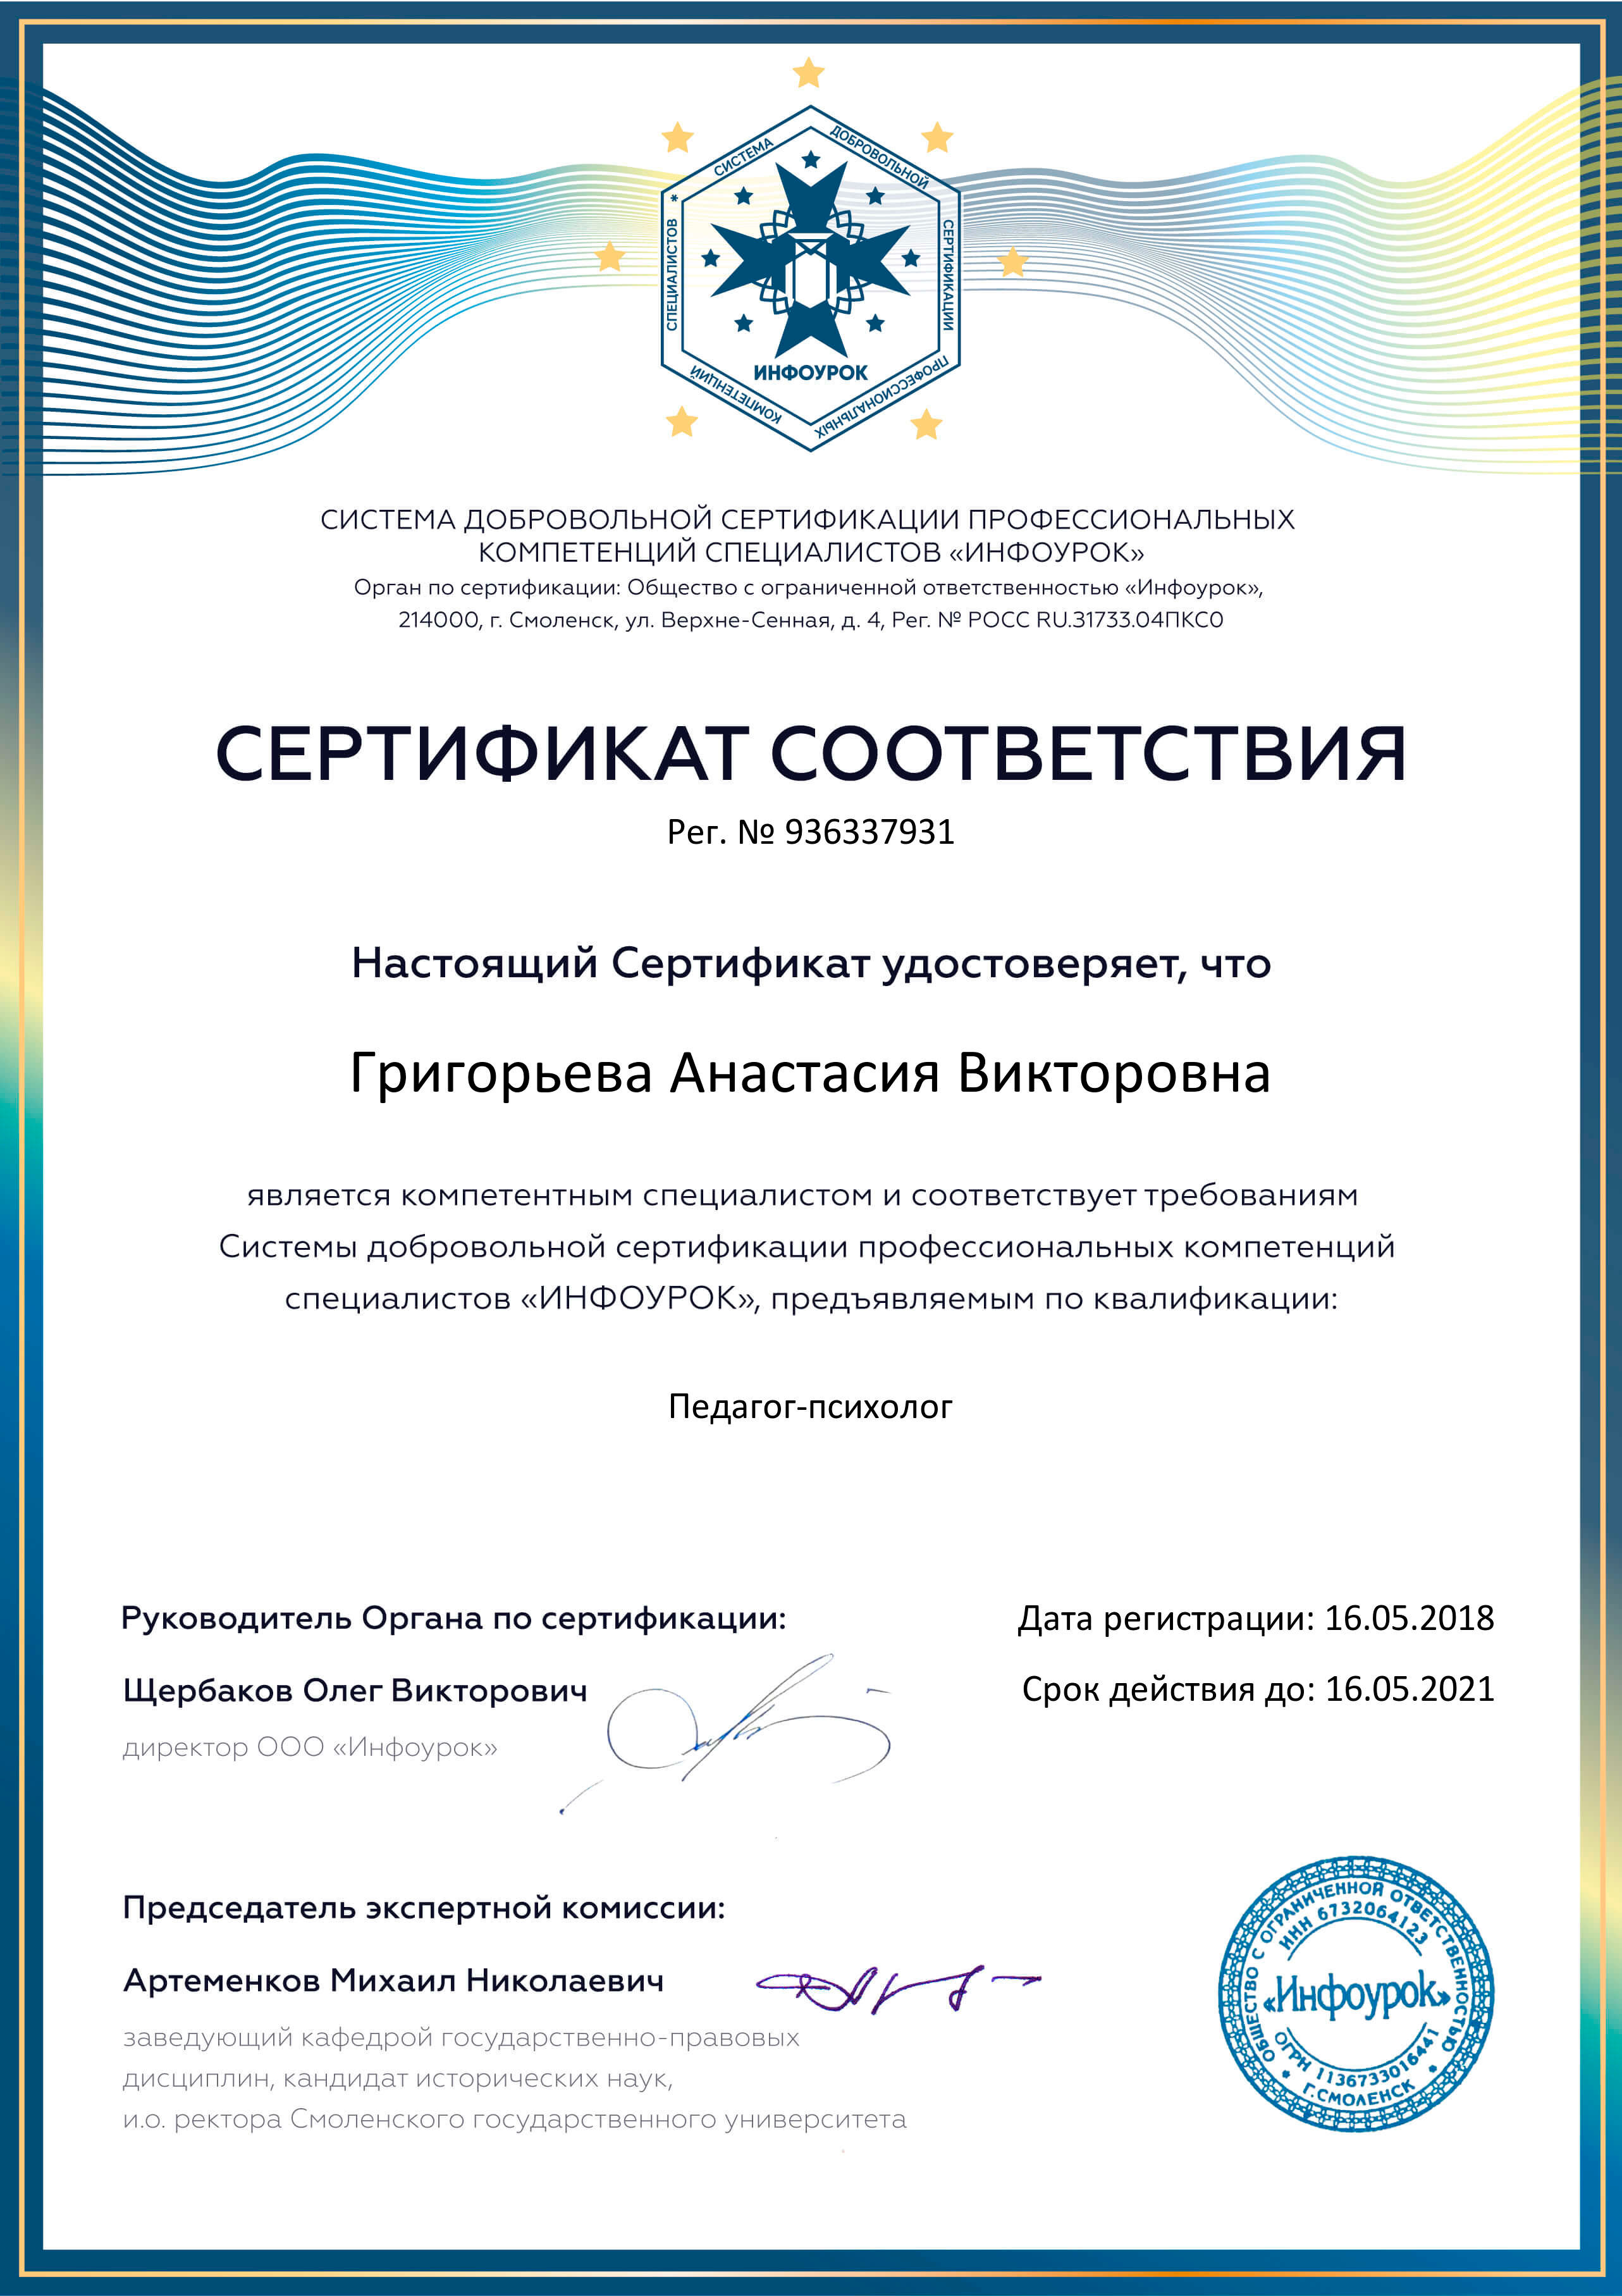 СИСТЕМА ДОБРОВОЛЬНОЙ СЕРТИФИКАЦИИ ПРОФЕССИОНАЛЬНЫХ КОМПЕТЕНЦИЙ СПЕЦИАЛИСТОВ *
ИНФОУРОК
СИСТЕМА ДОБРОВОЛЬНОЙ СЕРТИФИКАЦИИ ПРОФЕССИОНАЛЬНЫХ
КОМПЕТЕНЦИЙ СПЕЦИАЛИСТОВ «ИНФОУРОК»
Орган по сертификации: Общество с ограниченной ответственностью «Инфоурок»,
214000, г. Смоленск, ул. Верхне-Сенная, д. 4, Рег. № РОСС RU.З1733.04ПКС0
СЕРТИФИКАТ СООТВЕТСТВИЯ
Рег. № 936337931
Настоящий Сертификат удостоверяет, что
Григорьева Анастасия Викторовна
является компетентным специалистом и соответствует требованиям
Системы добровольной сертификации профессиональных компетенций
специалистов «ИНФОУРОК», предъявляемым по квалификации:
Педагог-психолог
Руководитель Органа по сертификации:
Щербаков Олег Викторович
директор ООО «Инфоурок»
Дата регистрации: 16.05.2018
Срок действия до: 16.05.2021
Председатель экспертной комиссии:
Артеменков Михаил Николаевич
заведующий кафедрой государственно-правовых
дисциплин, кандидат исторических наук,
и.о. ректора Смоленского государственного университета
ОБЩЕСТВО С ОГРАНИЧЕННОЙ ОТВЕТСТВЕННОСТЬЮ
ИНН 6732064123
«Инфоурок»
ОГРН 1136733016441
Г.СМОЛЕНСК